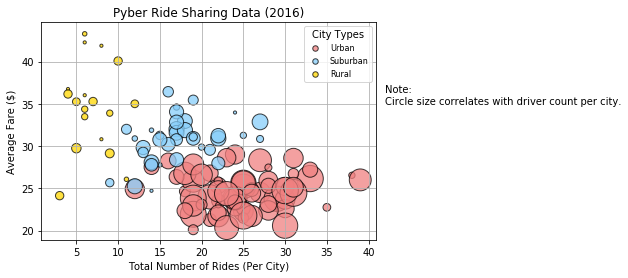 Pyber Ride Sharing Data (2016)
City Types
Urban
Suburban
Rural
Note:
Circle size correlates with driver count per city.
Average Fare ($)
40
35
30
25
20
5 10 15 20 25 30 35 40
Total Number of Rides (Per City)